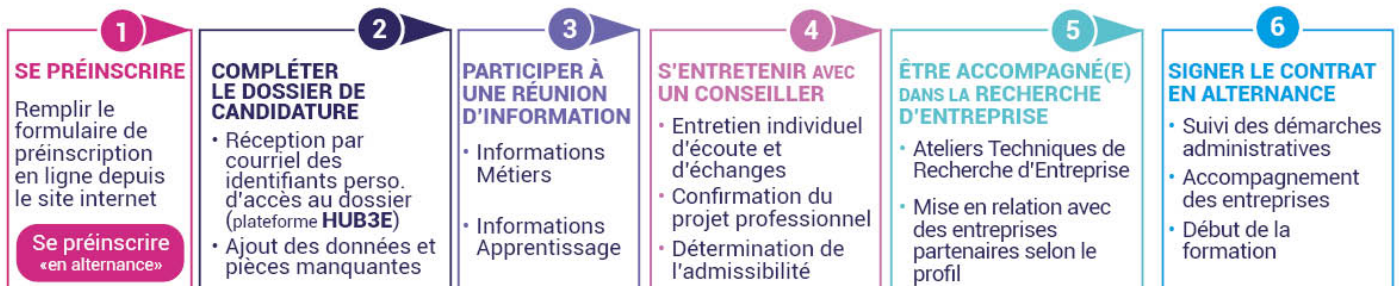 1
SE PRÉINSCRIRE
Remplir le
formulaire de
préinscription
en ligne depuis
le site internet
Se préinscrire
«en alternance»
2
COMPLÉTER
LE DOSSIER DE
CANDIDATURE
• Réception par
courriel des
identifiants perso.
d'accès au dossier
(plateforme HUB3E)
• Ajout des données et
pièces manquantes
3
PARTICIPER À
UNE RÉUNION
D'INFORMATION
• Informations
Métiers
• Informations
Apprentissage
4
S'ENTRETENIR AVEC
UN CONSEILLER
• Entretien individuel
d'écoute et
d'échanges
• Confirmation du
projet professionnel
• Détermination de
l'admissibilité
5
ÊTRE ACCOMPAGNÉ(E)
DANS LA RECHERCHE
D'ENTREPRISE
• Ateliers Techniques de
Recherche d'Entreprise
• Mise en relation avec
des entreprises
partenaires selon le
profil
6
SIGNER LE CONTRAT
EN ALTERNANCE
• Suivi des démarches
administratives
• Accompagnement
des entreprises
• Début de la
formation